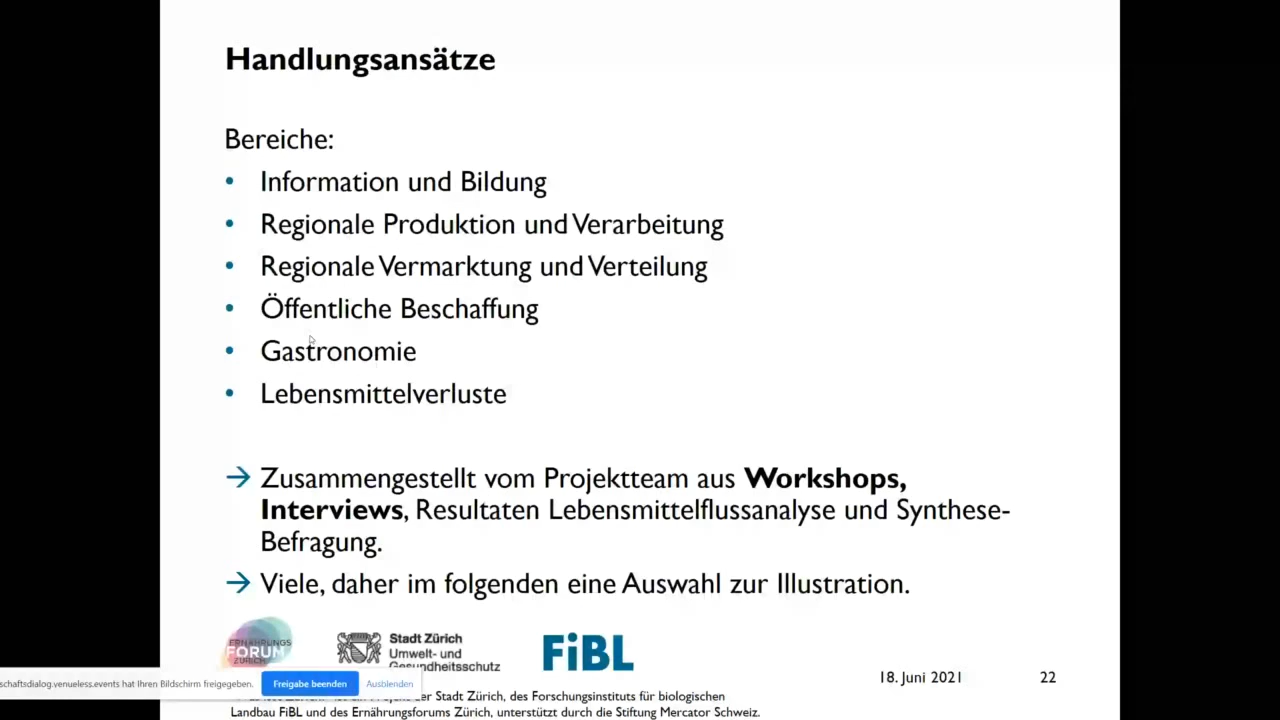 Handlungsansätze
Bereiche:
• Information und Bildung
• Regionale Produktion und Verarbeitung
• Regionale Vermarktung und Verteilung
• Öffentliche Beschaffung
• Gastronomie
• Lebensmittelverluste
→ Zusammengestellt vom Projektteam aus Workshops,
Interviews, Resultaten Lebensmittelflussanalyse und Synthese-
Befragung.
→ Viele, daher im folgenden eine Auswahl zur Illustration.
ERNÄHRUNGS
FORUM
ZÜRICH
Stadt Zürich
Umwelt- und
Gesundheitsschutz
FiBL
18. Juni 2021
22
schaftsdialog.venueless.events hat Ihren Bildschirm freigegeben.
Freigabe beenden
Ausblenden
der Stadt Zürich, des Forschungsinstituts für biologischen
Landbau FiBL und des Ernährungsforums Zürich, unterstützt durch die Stiftung Mercator Schweiz.